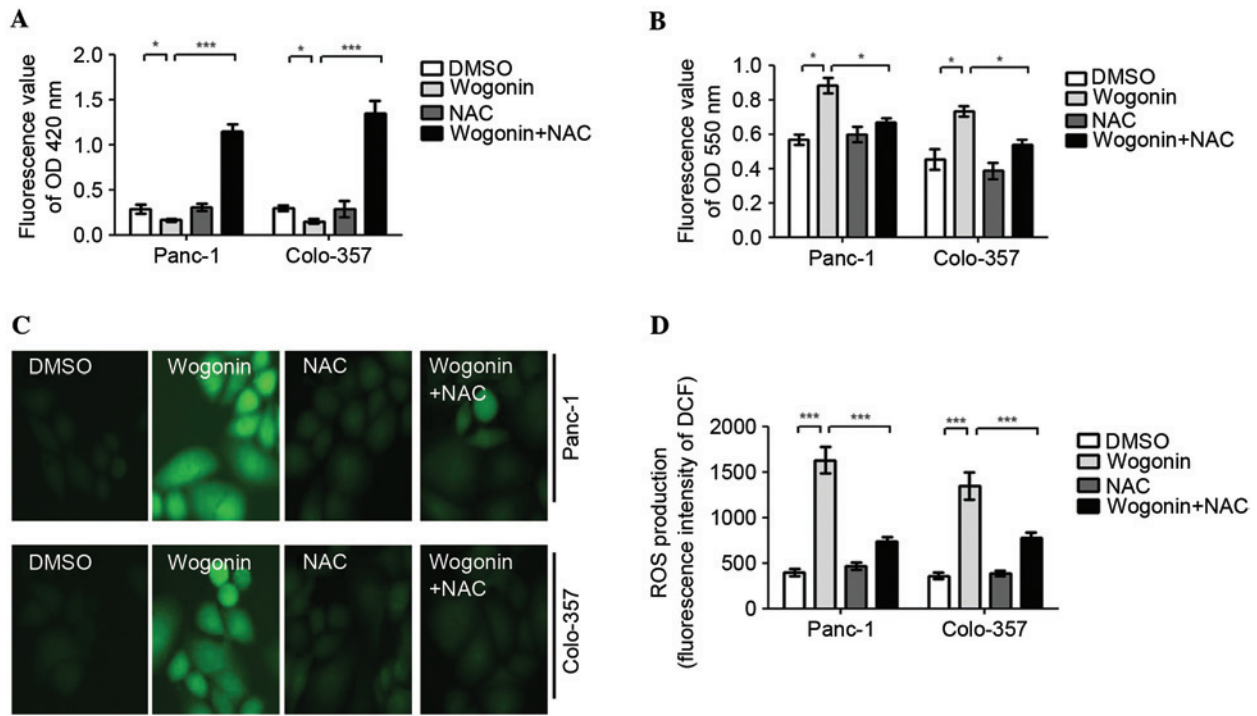 A
Fluorescence value
of OD 420 nm
2.0
1.5
1.0
0.5
0.0
* *** * ***
Panc-1 Colo-357
DMSO
Wogonin
NAC
Wogonin+NAC
B
Fluorescence value
of OD 550 nm
1.0
0.8
0.6
0.4
0.2
0.0
* * * *
Panc-1 Colo-357
DMSO
Wogonin
NAC
Wogonin+NAC
C
DMSO Wogonin NAC Wogonin
+NAC
Panc-1
DMSO Wogonin NAC Wogonin
+NAC
Colo-357
D
ROS production
(fluorescence intensity of DCF)
2000
1500
1000
500
0
*** *** *** ***
Panc-1 Colo-357
DMSO
Wogonin
NAC
Wogonin+NAC